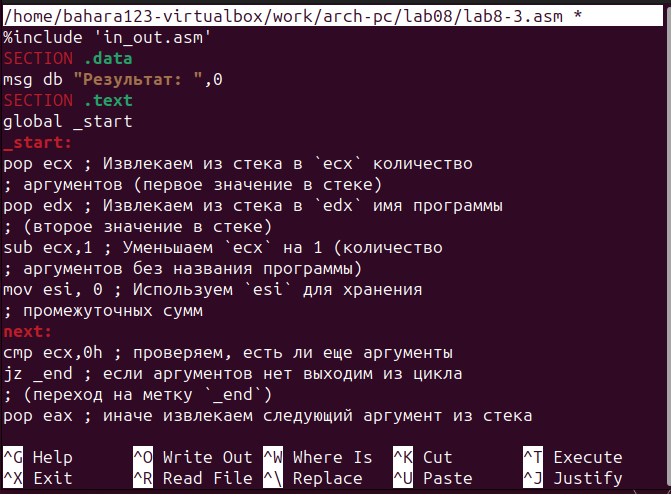 /home/bahara123-virtualbox/work/arch-pc/lab08/lab8-3.asm *
%include 'in_out.asm'
SECTION .data
msg db "Результат: ",0
SECTION .text
global _start
_start:
pop ecx ; Извлекаем из стека в `ecx` количество
; аргументов (первое значение в стеке)
pop edx ; Извлекаем из стека в `edx` имя программы
; (второе значение в стеке)
sub ecx,1 ; Уменьшаем `ecx` на 1 (количество
; аргументов без названия программы)
mov esi, 0 ; Используем `esi` для хранения
; промежуточных сумм
next:
cmp ecx,0h ; проверяем, есть ли еще аргументы
jz _end ; если аргументов нет выходим из цикла
; (переход на метку `_end`)
pop eax ; иначе извлекаем следующий аргумент из стека
^G Help ^O Write Out ^W Where Is ^K Cut ^T Execute
^X Exit ^R Read File ^\ Replace ^U Paste ^J Justify